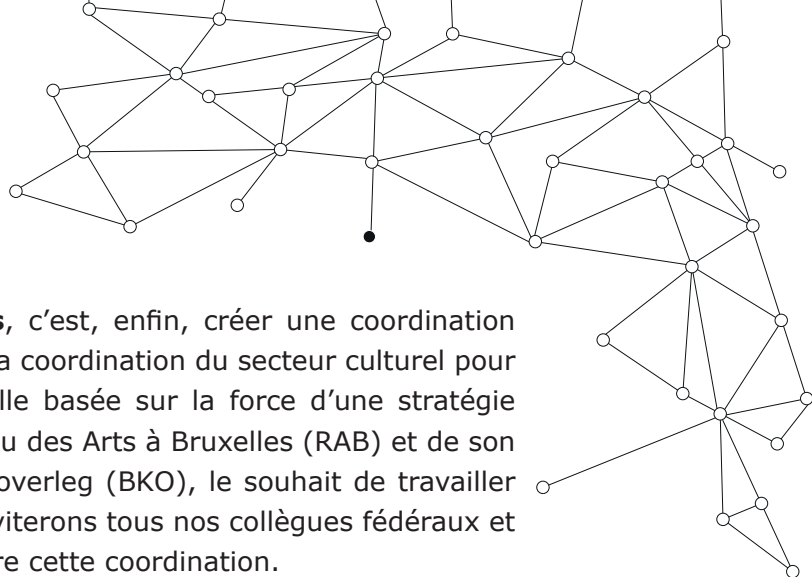 , c'est, enfin, créer une coordination
a coordination du secteur culturel pour
lle basée sur la force d'une stratégie
u des Arts à Bruxelles (RAB) et de son
overleg (BKO), le souhait de travailler
viterons tous nos collègues fédéraux et
re cette coordination.